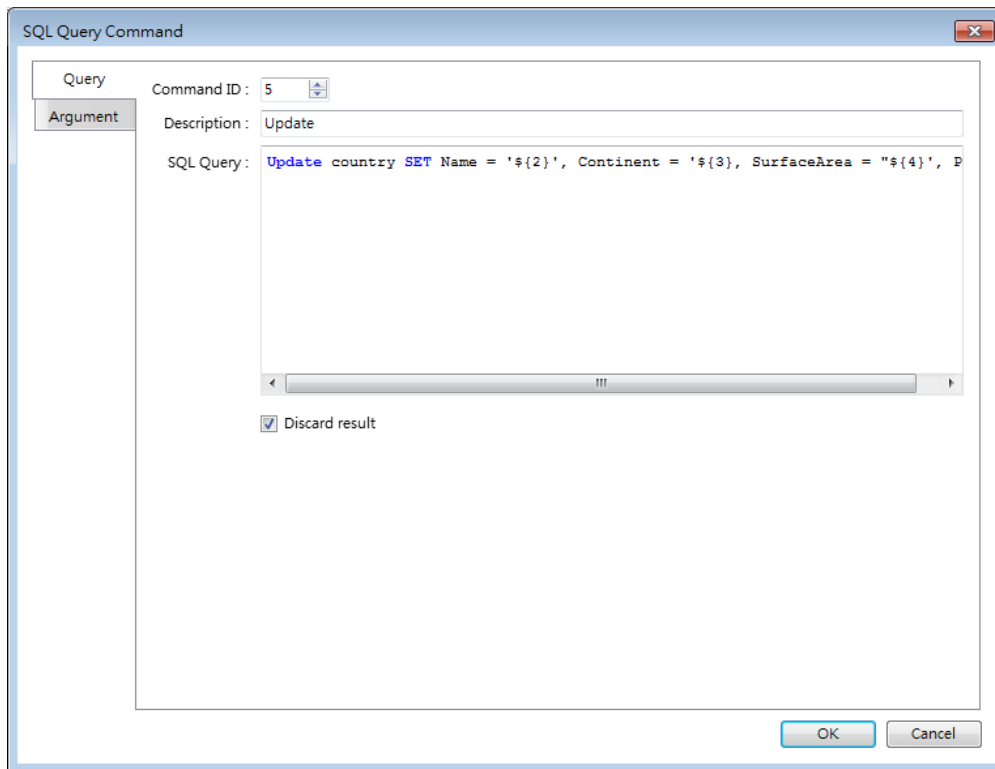 SQL Query Command
Query
Argument
Command ID : 5
Description : Update
SQL Query : Update country SET Name = '${2}', Continent = '${3}, SurfaceArea = "${4}', P
Discard result
OK Cancel